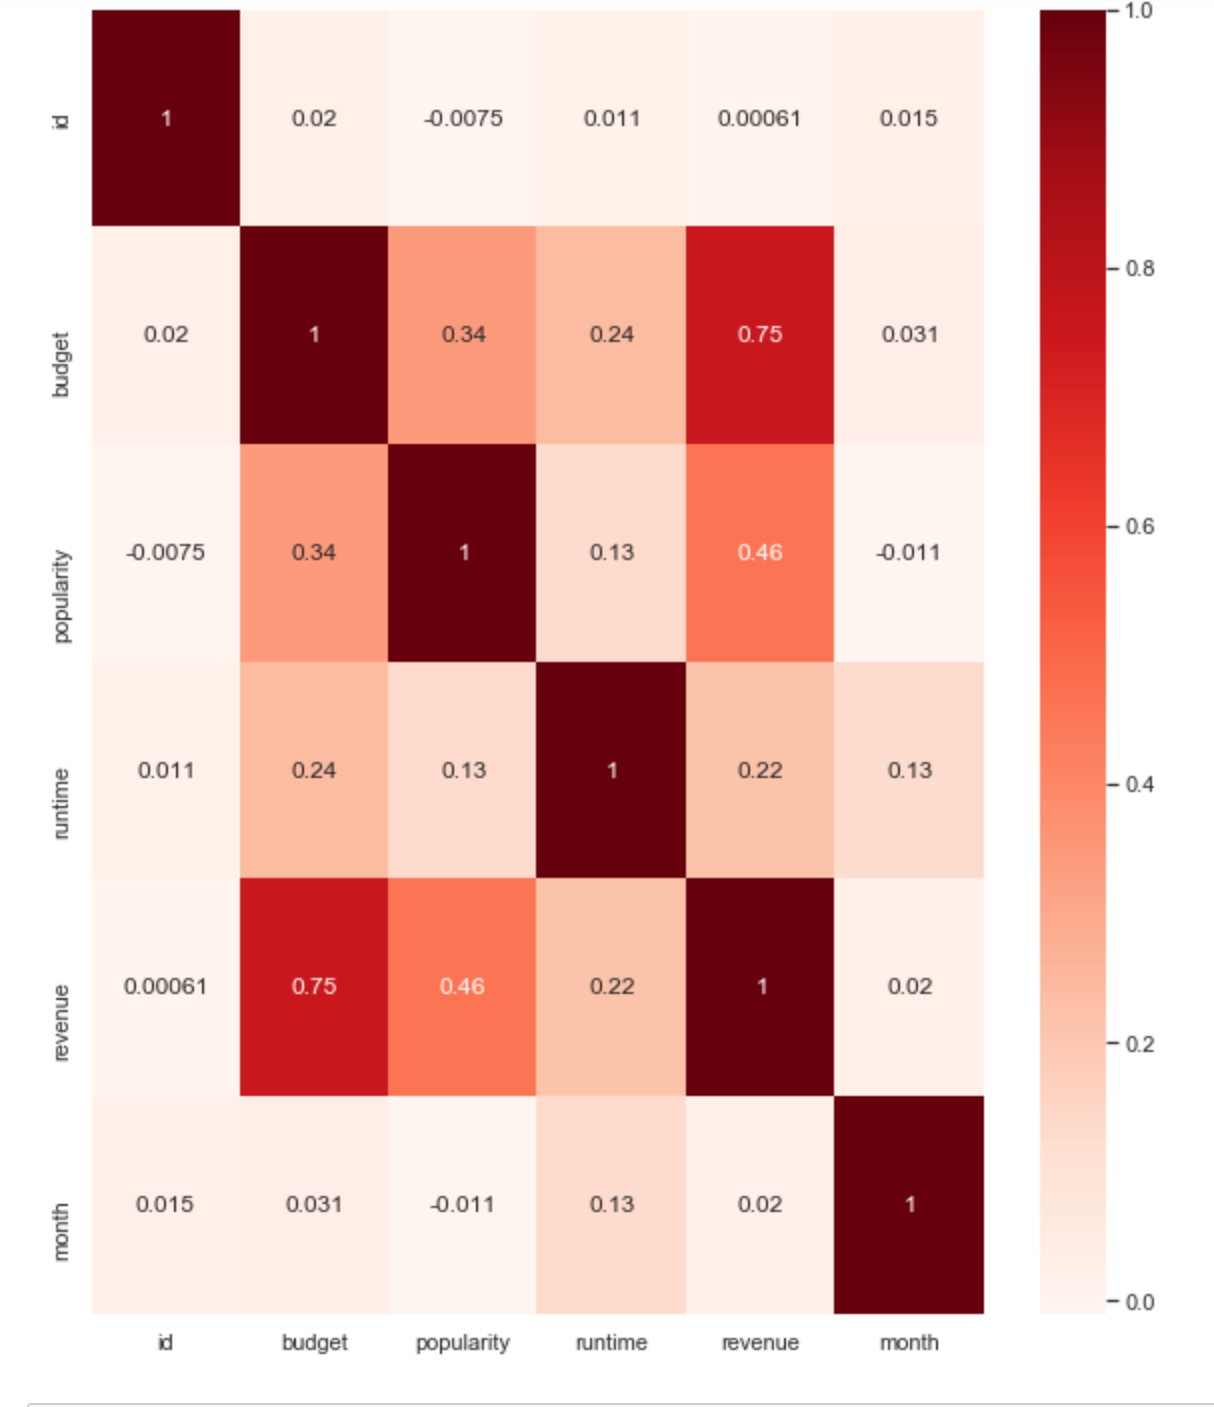 1.0
id 1 0.02 -0.0075 0.011 0.00061 0.015
0.8
budget 0.02 1 0.34 0.24 0.75 0.031
0.6
popularity -0.0075 0.34 1 0.13 0.46 -0.011
runtime 0.011 0.24 0.13 1 0.22 0.13
0.4
revenue 0.00061 0.75 0.46 0.22 1 0.02
0.2
month 0.015 0.031 -0.011 0.13 0.02 1
0.0
id budget popularity runtime revenue month